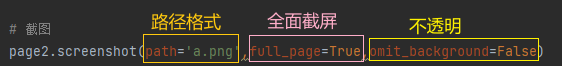 路径格式 全面截屏 不透明
# 截图
page2.screenshot(path='a.png',full_page=True,omit_background=False)